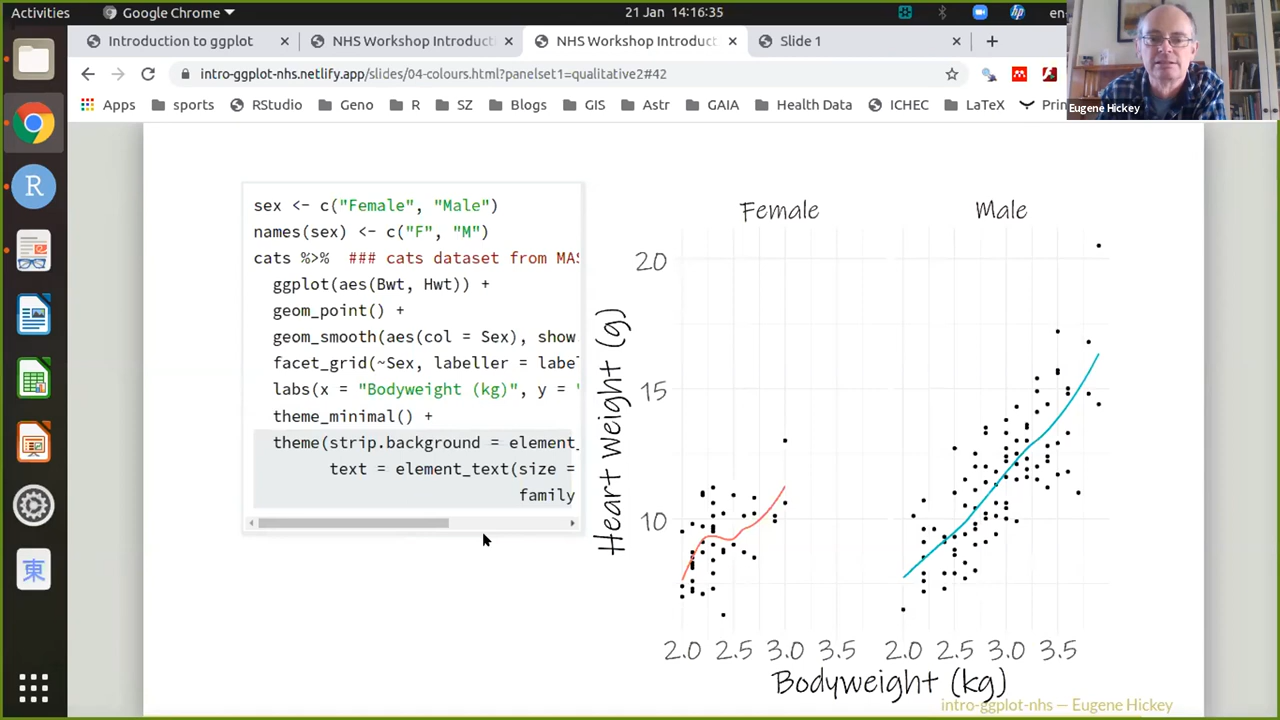 Activities
Google Chrome
21 Jan 14:16:35
hp
en
Introduction to ggplot
NHS Workshop Introduct
NHS Workshop Introduct
Slide 1
intro-ggplot-nhs.netlify.app/slides/04-colours.html?panelset1=qualitative2#42
Apps
sports
RStudio
Geno
R
SZ
Blogs
GIS
Astr
GAIA
Health Data
ICHEC
LaTeX
Prin
Eugene Hickey
sex <- c("Female", "Male")
names(sex) <- c("F", "M")
cats %>% ### cats dataset from MAS
ggplot(aes(Bwt, Hwt)) +
geom_point() +
geom_smooth(aes(col = Sex), show
facet_grid(~Sex, labeller = labe
labs(x = "Bodyweight (kg)", y = "
theme_minimal() +
theme(strip.background = element_
text = element_text(size =
family
Female
Male
Heart Weight (g)
20
15
10
2.0 2.5 3.0 3.5
2.0 2.5 3.0 3.5
Bodyweight (kg)
intro-ggplot-nhs — Eugene Hickey
R
東